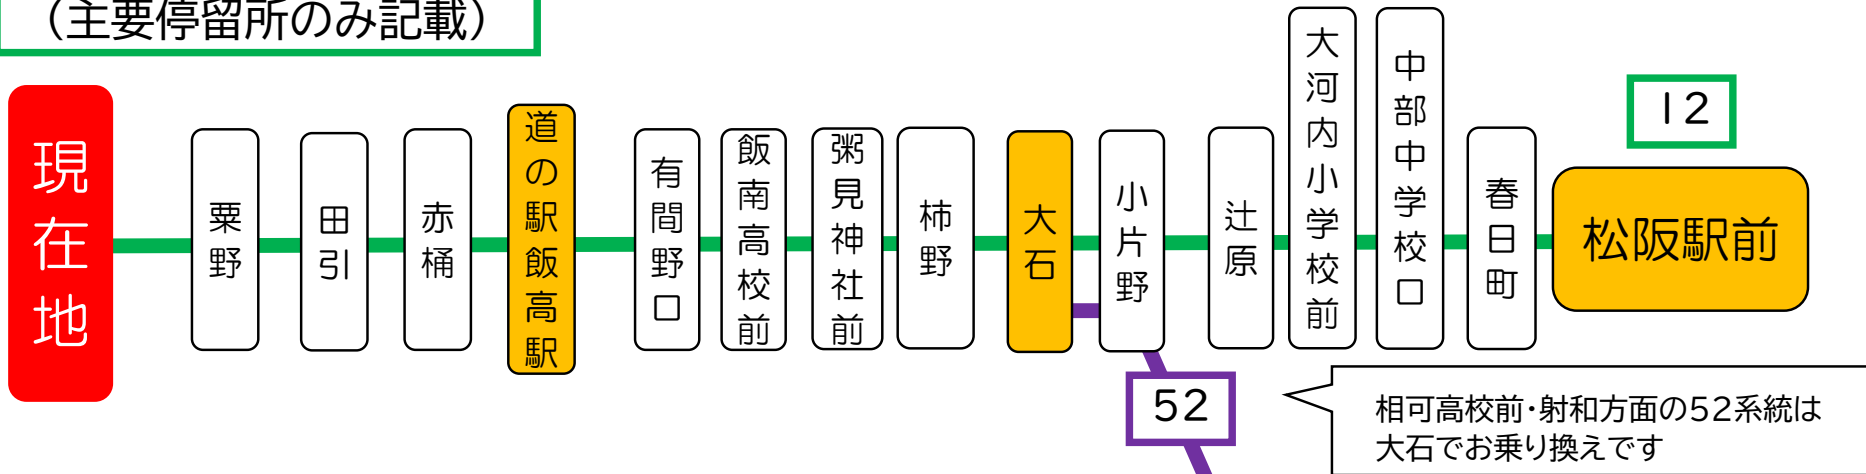 （主要停留所のみ記載）
現在地
粟野
田引
赤桶
道の駅飯高駅
有間野口
飯南高校前
粥見神社前
柿野
大石
小片野
辻原
大河内小学校前
中部中学校口
春日町
12
松阪駅前
52
相可高校前・射和方面の52系統は
大石でお乗り換えです